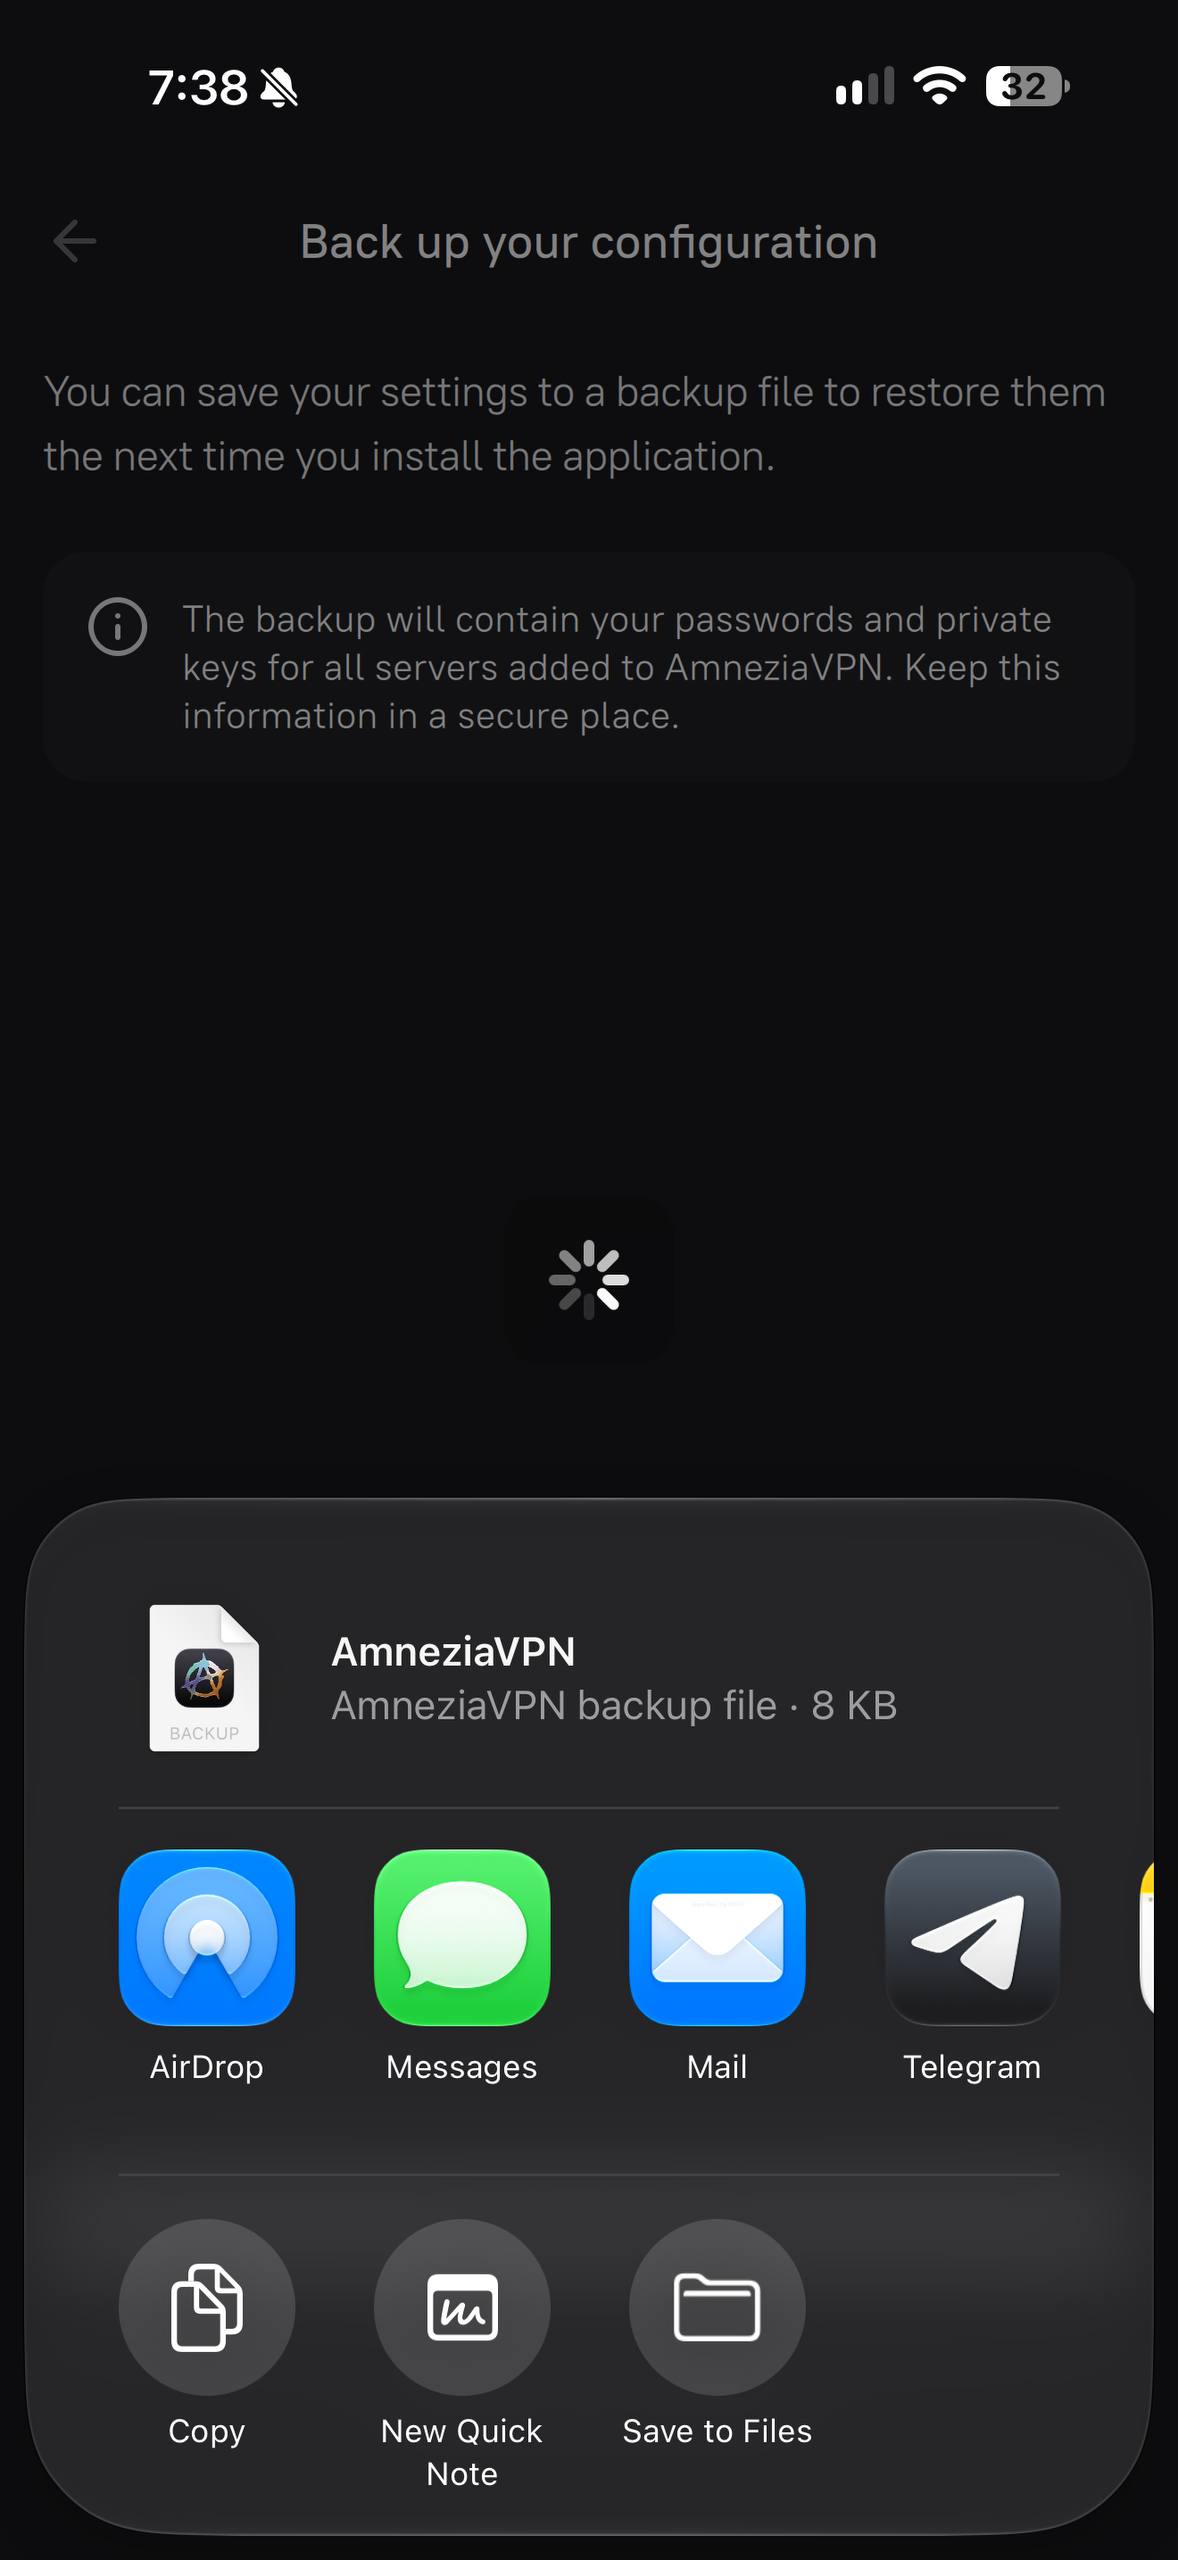 7:38
32
Back up your configuration
You can save your settings to a backup file to restore them
the next time you install the application.
The backup will contain your passwords and private
keys for all servers added to AmneziaVPN. Keep this
information in a secure place.
AmneziaVPN
AmneziaVPN backup file · 8 KB
BACKUP
AirDrop
Messages
Mail
Telegram
Copy
New Quick
Note
Save to Files